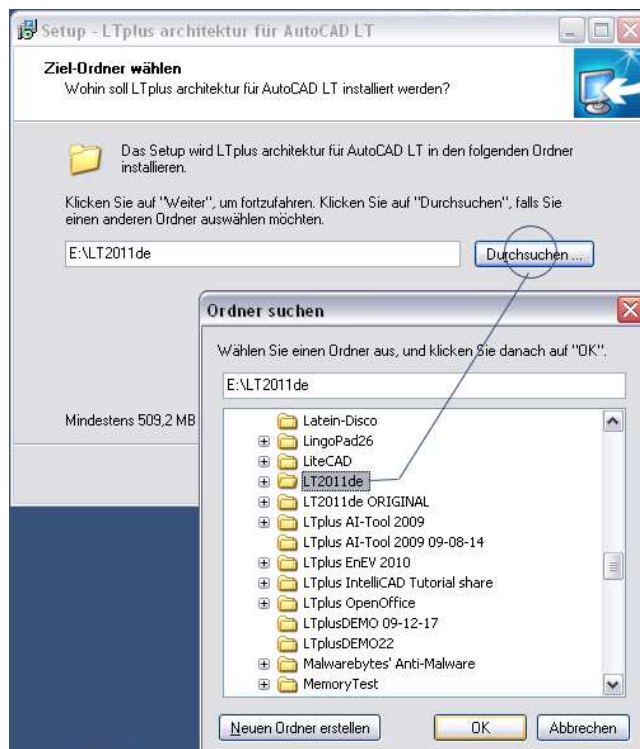 Setup - LTplus architektur für AutoCAD LT
Ziel-Ordner wählen
Wohin soll LTplus architektur für AutoCAD LT installiert werden?
Das Setup wird LTplus architektur für AutoCAD LT in den folgenden Ordner
installieren.
Klicken Sie auf "Weiter", um fortzufahren. Klicken Sie auf "Durchsuchen", falls Sie
einen anderen Ordner auswählen möchten.
E:\LT2011de
Durchsuchen ...
Mindestens 509,2 MB
Ordner suchen
Wählen Sie einen Ordner aus, und klicken Sie danach auf "OK".
E:\LT2011de
Latein-Disco
LingoPad26
LiteCAD
LT2011de
LT2011de ORIGINAL
LTplus AI-Tool 2009
LTplus AI-Tool 2009 09-08-14
LTplus EnEV 2010
LTplus IntelliCAD Tutorial share
LTplus OpenOffice
LTplusDEMO 09-12-17
LTplusDEMO22
Malwarebytes' Anti-Malware
MemoryTest
Neuen Ordner erstellen
OK
Abbrechen